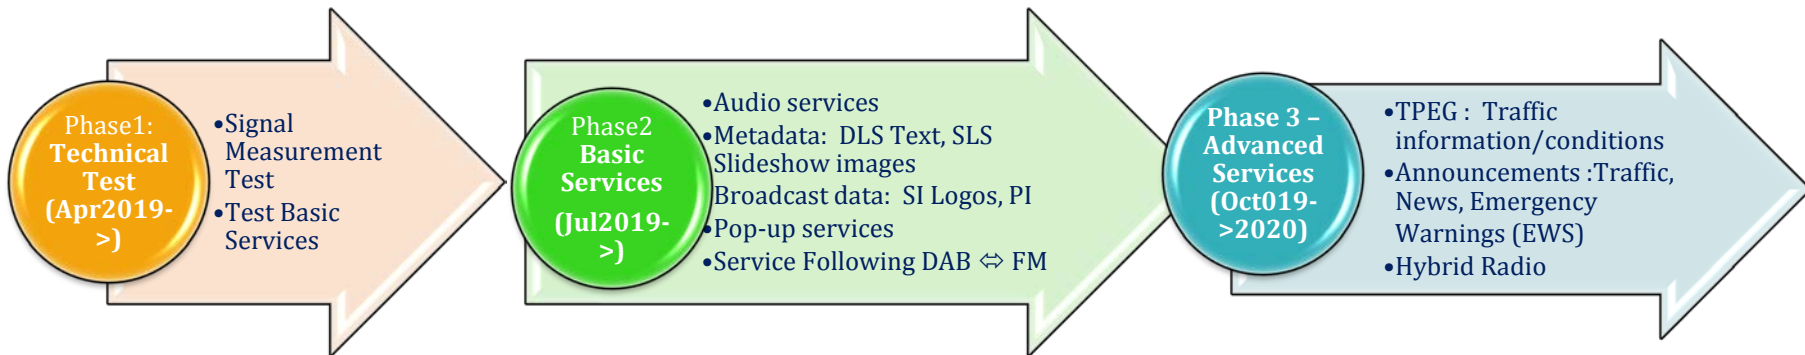 Phase1:
Technical
Test
(Apr2019-
>)
•Signal
Measurement
Test
•Test Basic
Services
Phase2
Basic
Services
(Jul2019-
>)
•Audio services
•Metadata: DLS Text, SLS
Slideshow images
Broadcast data: SI Logos, PI
•Pop-up services
•Service Following DAB ⇔ FM
Phase 3 –
Advanced
Services
(Oct019-
>2020)
•TPEG : Traffic
information/conditions
•Announcements :Traffic,
News, Emergency
Warnings (EWS)
•Hybrid Radio